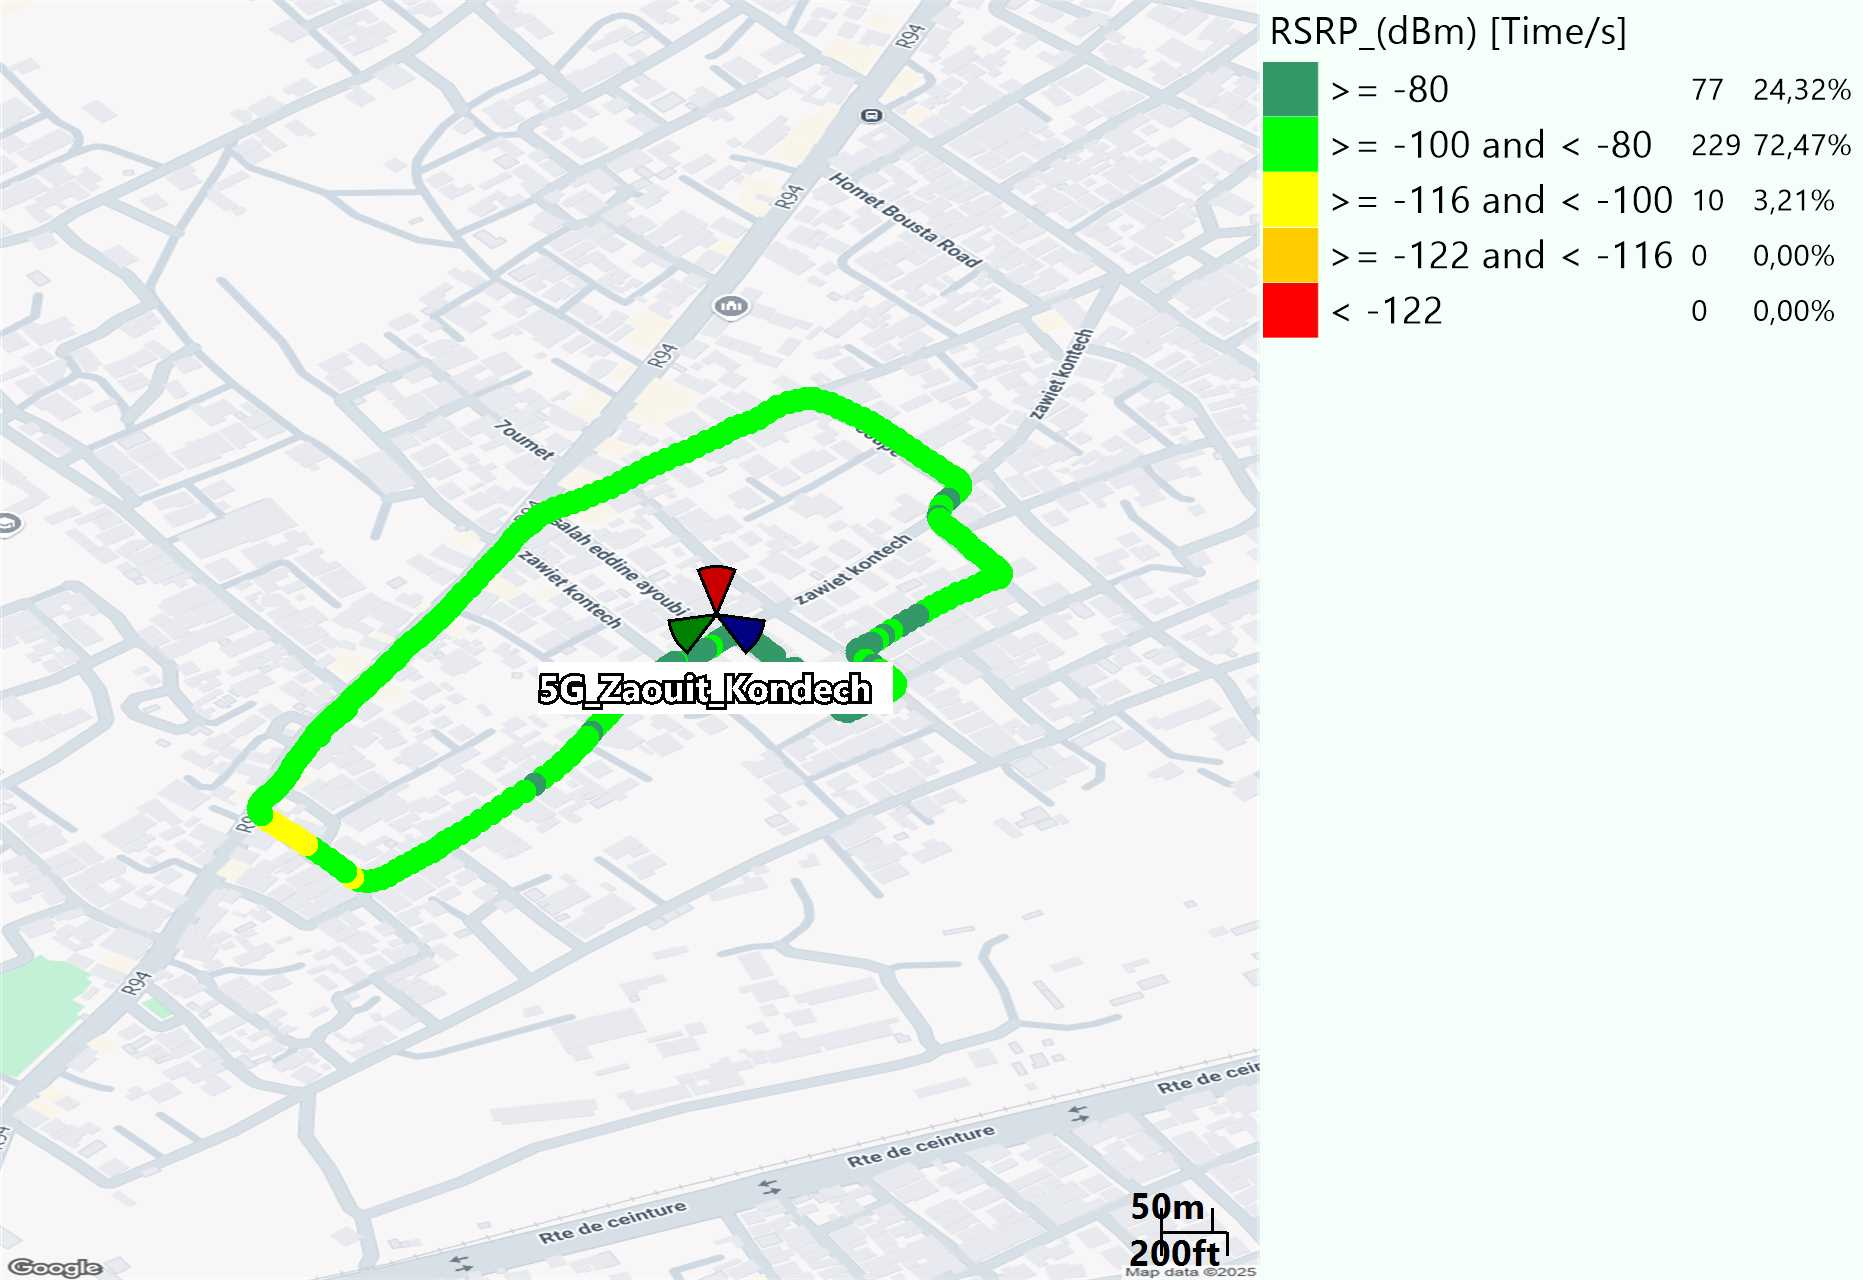 RSRP_(dBm) [Time/s]
>= -80 77 24,32%
>= -100 and < -80 229 72,47%
>= -116 and < -100 10 3,21%
>= -122 and < -116 0 0,00%
< -122 0 0,00%
R94
Homet Bousta Road
R94
R94
zawiet kontech
7oumet
salah eddine ayoubi
zawiet kontech
zawiet kontech
5G_Zaouit_Kondech
R94
Rte de ceinture
Rte de ceinture
50m
200ft
Google
Map data ©2025